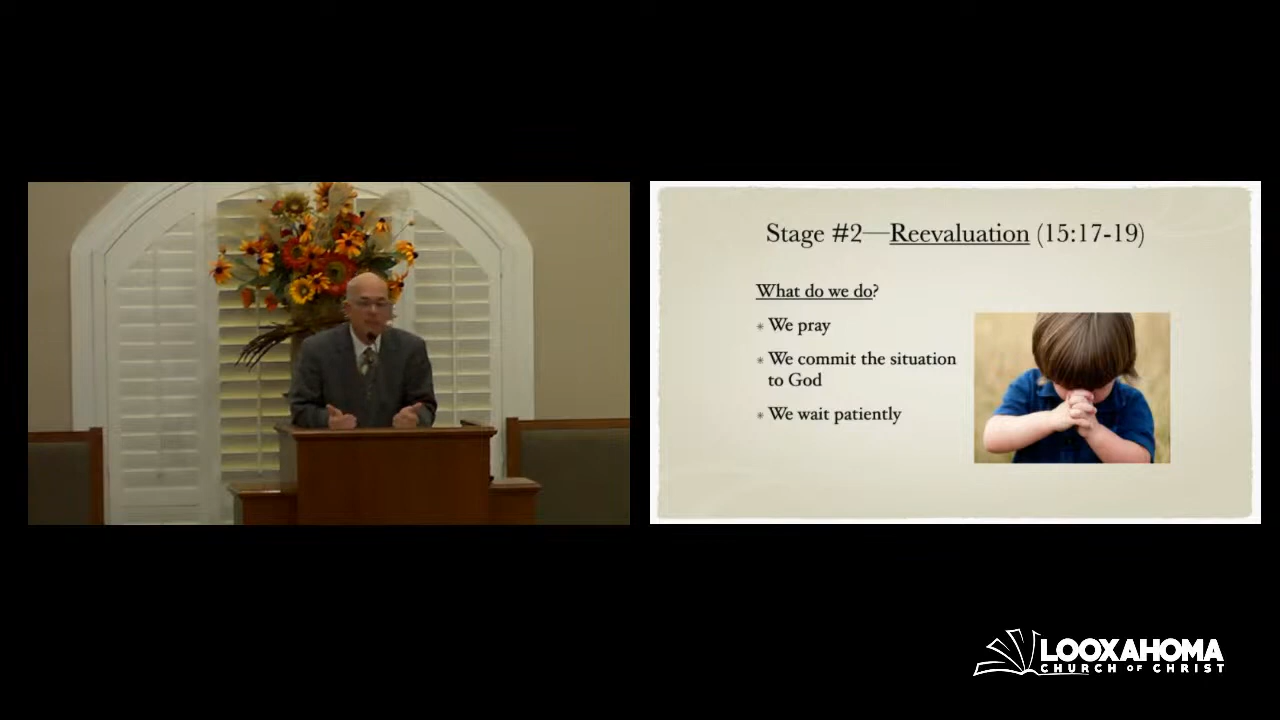 Stage #2—Reevaluation (15:17-19)
What do we do?
* We pray
* We commit the situation
to God
* We wait patiently
LOOXAHOMA
CHURCH OF CHRIST